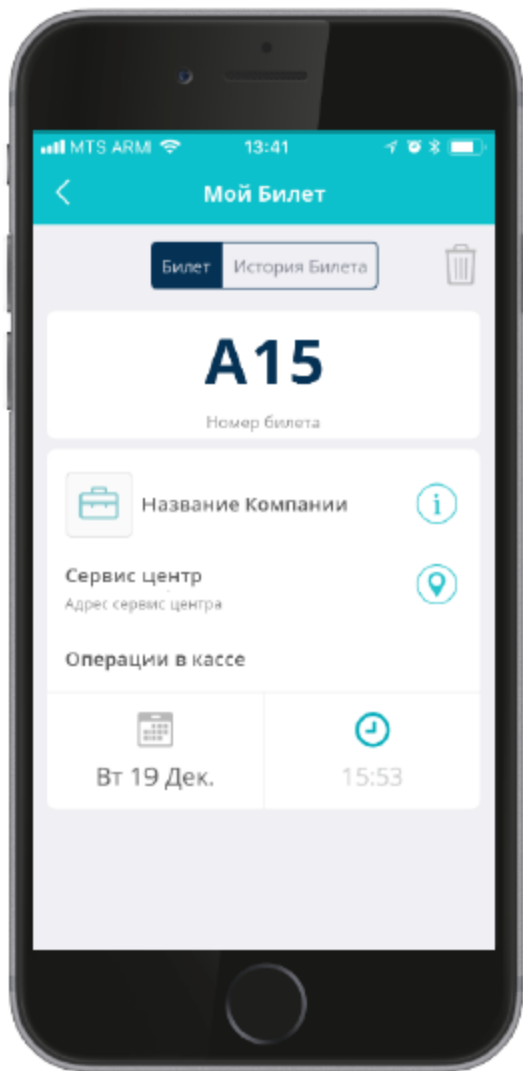 MTS ARM 13:41
Мой Билет
Билет История Билета
A15
Номер билета
Название Компании
i
Сервис центр
Адрес сервис центра
Операции в кассе
Вт 19 Дек. 15:53